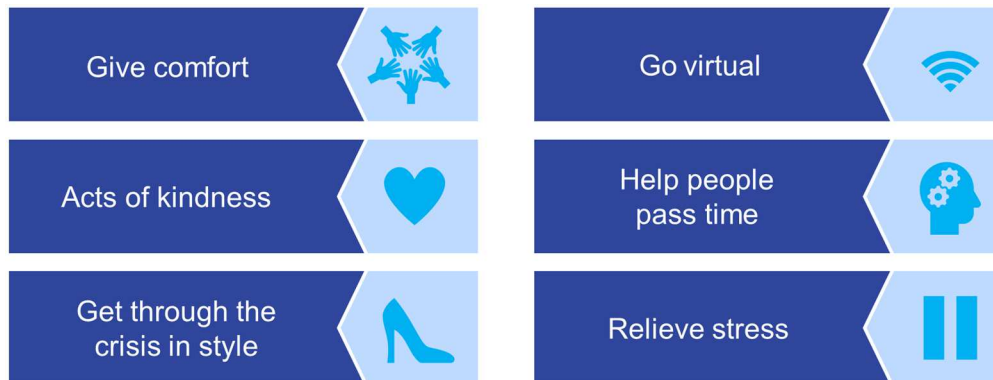 Give comfort
Go virtual
Acts of kindness
Help people
pass time
Get through the
crisis in style
Relieve stress